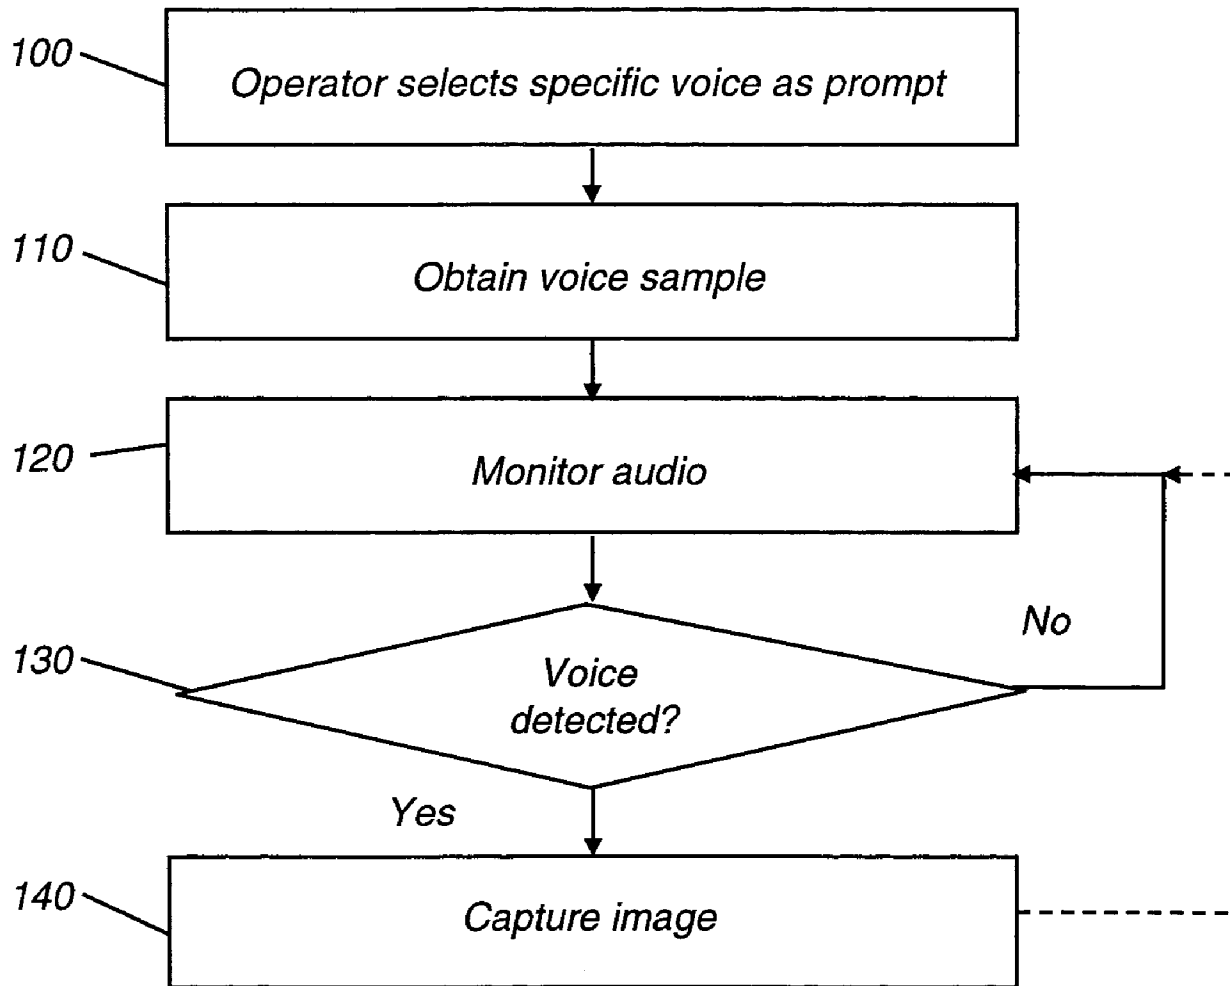 100
Operator selects specific voice as prompt
110
Obtain voice sample
120
Monitor audio
No
130
Voice
detected?
Yes
140
Capture image